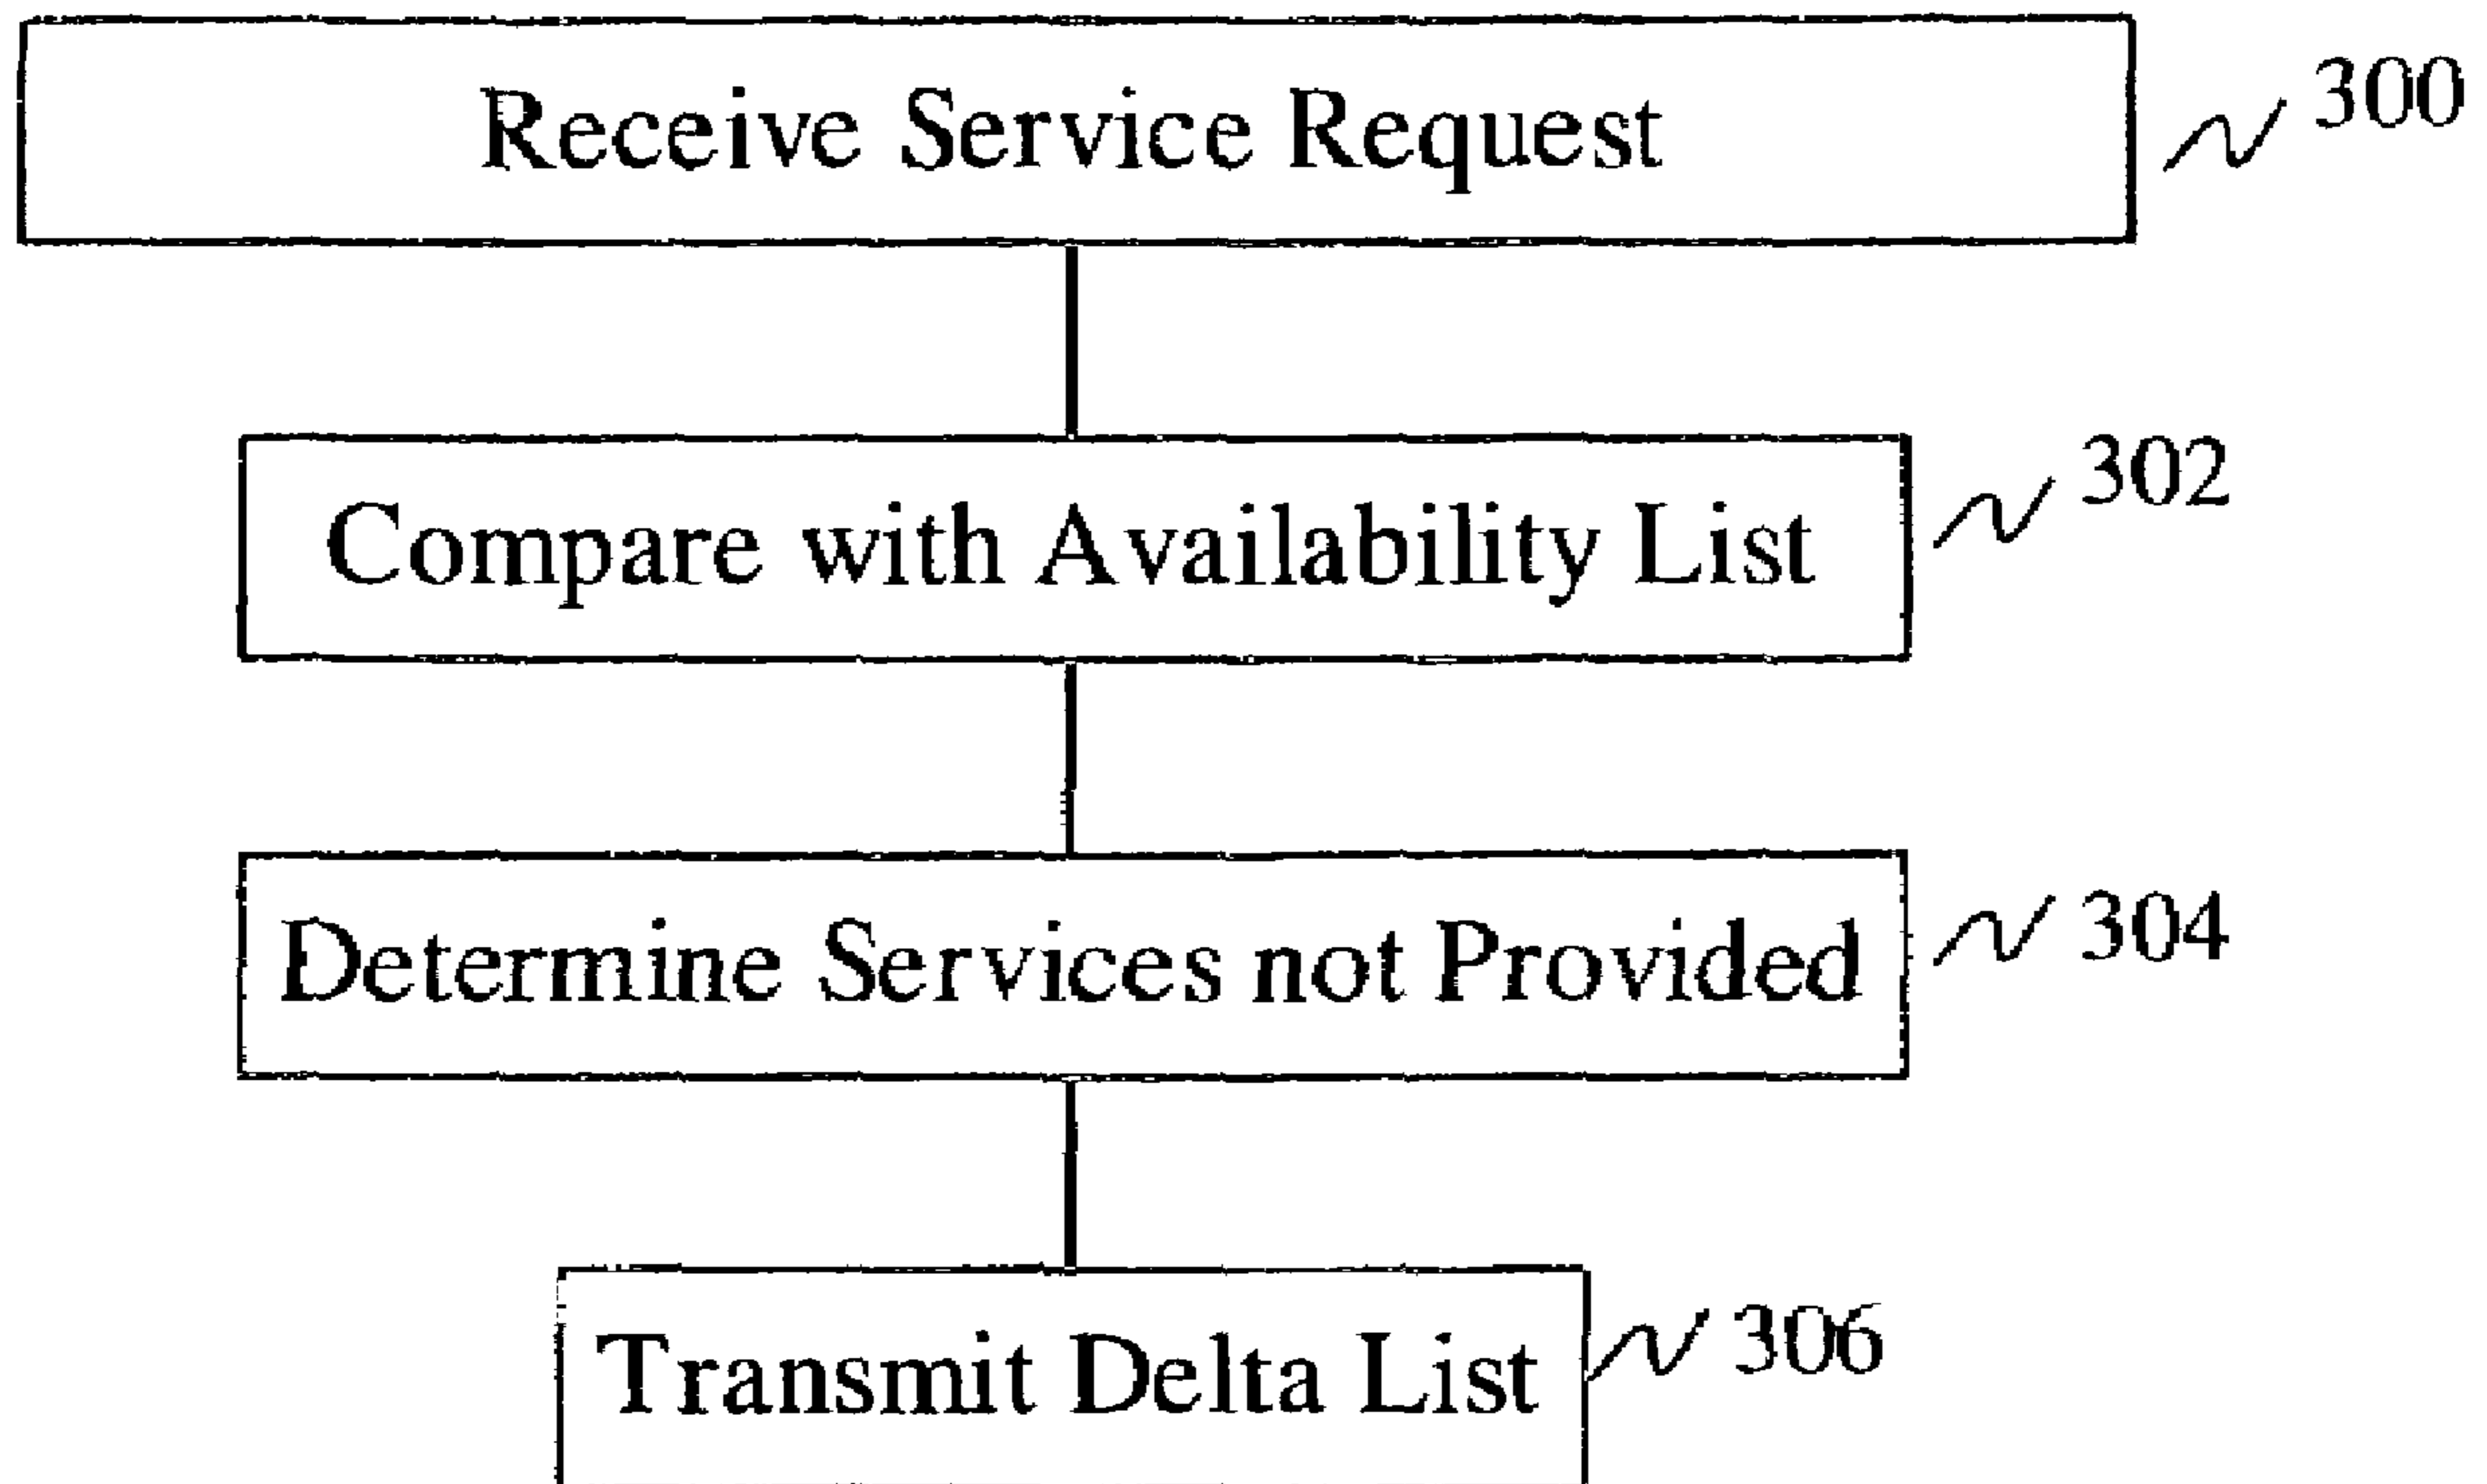 Receive Service Request
300
Compare with Availability List
302
Determine Services not Provided
304
Transmit Delta List
306